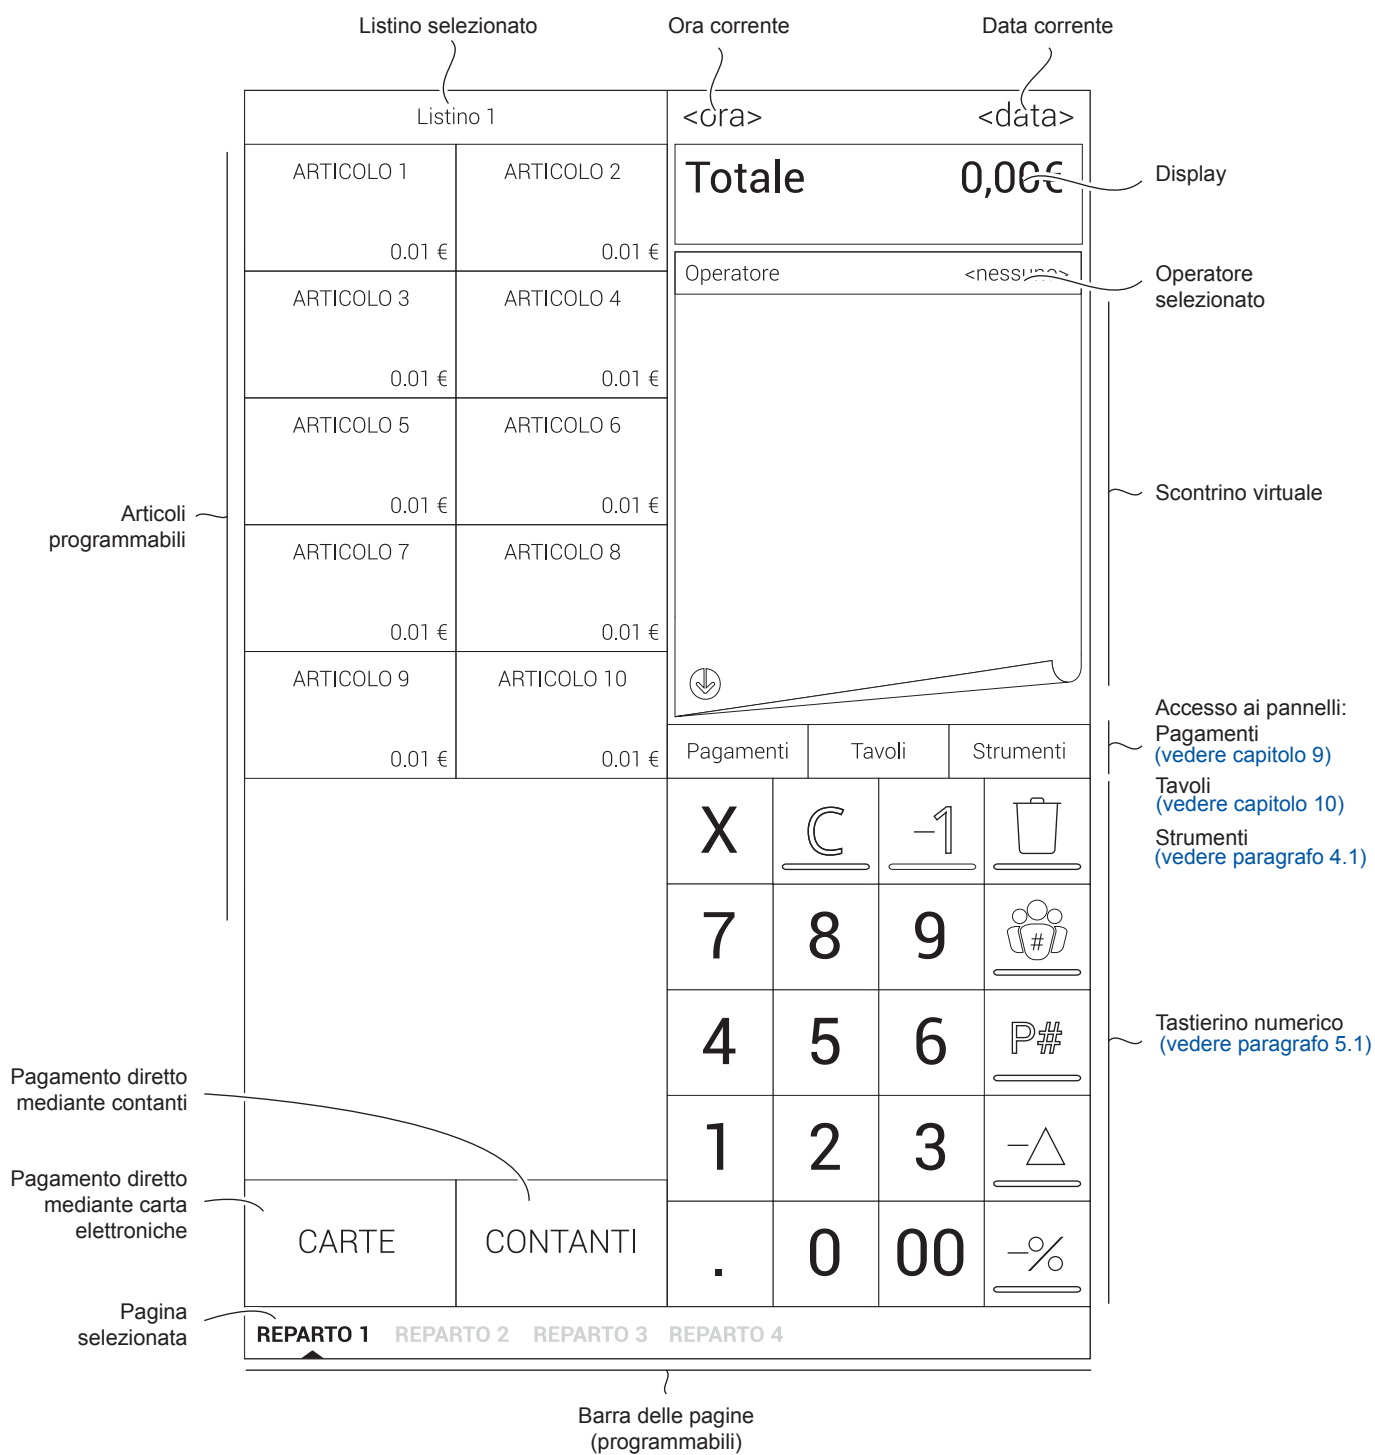 Listino selezionato
Ora corrente
Data corrente
Listino 1
<ora>
<data>
ARTICOLO 1
ARTICOLO 2
Totale
0,00€
Display
0.01 €
0.01 €
Operatore
<nessuno>
Operatore
selezionato
ARTICOLO 3
ARTICOLO 4
0.01 €
0.01 €
ARTICOLO 5
ARTICOLO 6
Scontrino virtuale
0.01 €
0.01 €
Articoli
programmabili
ARTICOLO 7
ARTICOLO 8
0.01 €
0.01 €
ARTICOLO 9
ARTICOLO 10
0.01 €
0.01 €
Pagamenti
Tavoli
Strumenti
Accesso ai pannelli:
Pagamenti
(vedere capitolo 9)
Tavoli
(vedere capitolo 10)
Strumenti
(vedere paragrafo 4.1)
X
C
–1
7
8
9
#
4
5
6
P#
Tastierino numerico
(vedere paragrafo 5.1)
Pagamento diretto
mediante contanti
1
2
3
–△
Pagamento diretto
mediante carta
elettroniche
CARTE
CONTANTI
.
0
00
–%
Pagina
selezionata
REPARTO 1
REPARTO 2
REPARTO 3
REPARTO 4
Barra delle pagine
(programmabili)